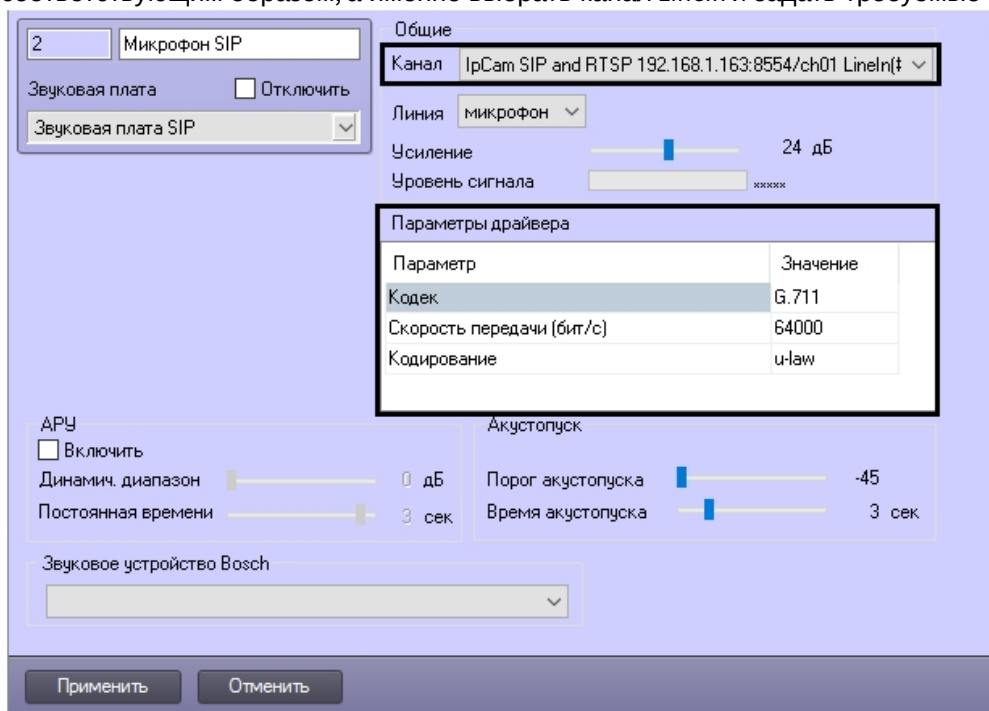 соответствующим образом, а именно выбрать канал LineIn и задать требуемые
2 Микрофон SIP
Звуковая плата Отключить
Звуковая плата SIP
Общие
Канал IpCam SIP and RTSP 192.168.1.163:8554/ch01 LineIn(
Линия микрофон
Усиление 24 дБ
Уровень сигнала xxxxx
Параметры драйвера
Параметр Значение
Кодек G.711
Скорость передачи (бит/с) 64000
Кодирование u-law
АРУ
Включить
Динамич. диапазон 0 дБ
Постоянная времени 3 сек
Акустопуск
Порог акустопуска -45
Время акустопуска 3 сек
Звуковое устройство Bosch
Применить Отменить